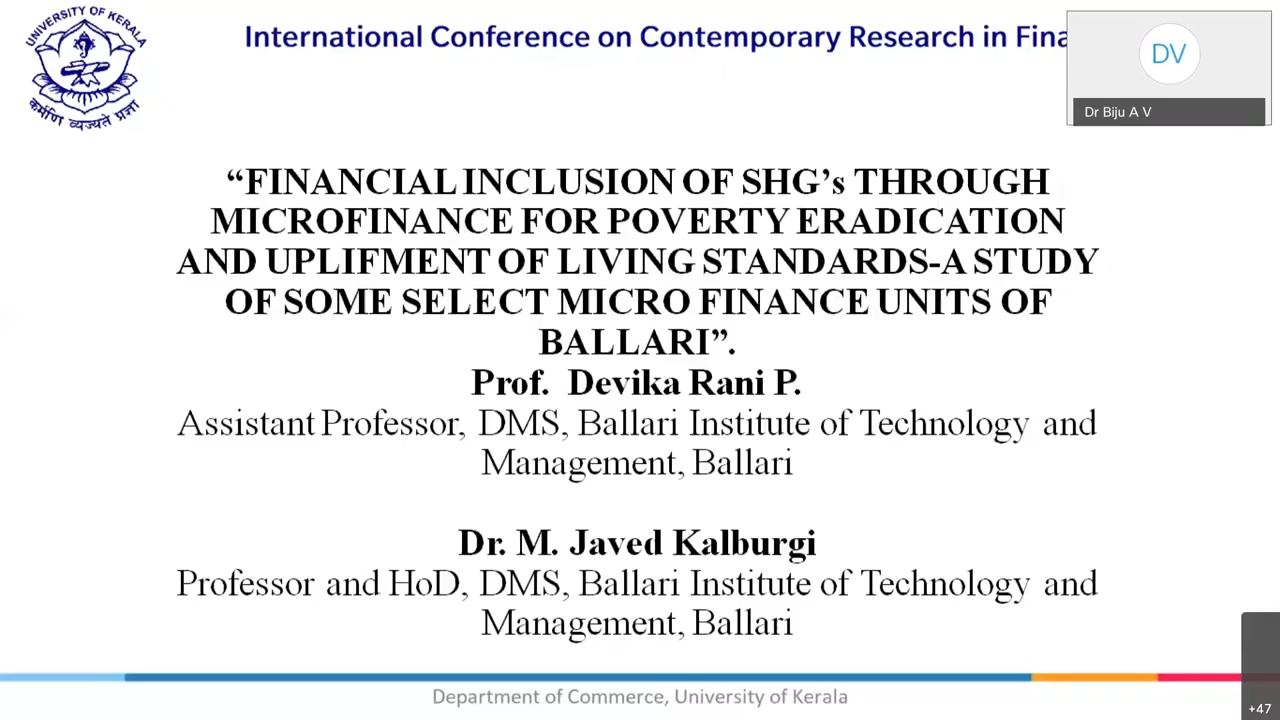 UNIVERSITY OF KERALA
कर्मणि व्यज्यते प्रज्ञा
International Conference on Contemporary Research in Fina
DV
Dr Biju A V
“FINANCIAL INCLUSION OF SHG’s THROUGH
MICROFINANCE FOR POVERTY ERADICATION
AND UPLIFMENT OF LIVING STANDARDS-A STUDY
OF SOME SELECT MICRO FINANCE UNITS OF
BALLARI”.
Prof. Devika Rani P.
Assistant Professor, DMS, Ballari Institute of Technology and
Management, Ballari
Dr. M. Javed Kalburgi
Professor and HoD, DMS, Ballari Institute of Technology and
Management, Ballari
Department of Commerce, University of Kerala
+47